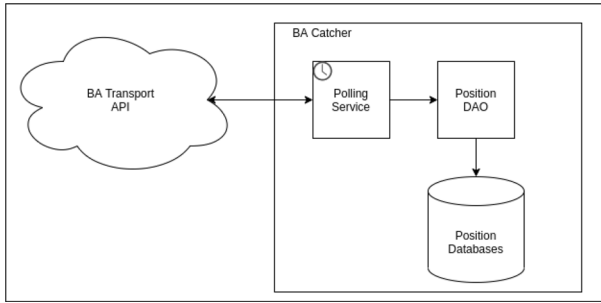 BA Catcher
BA Transport
API
Polling
Service
Position
DAO
Position
Databases